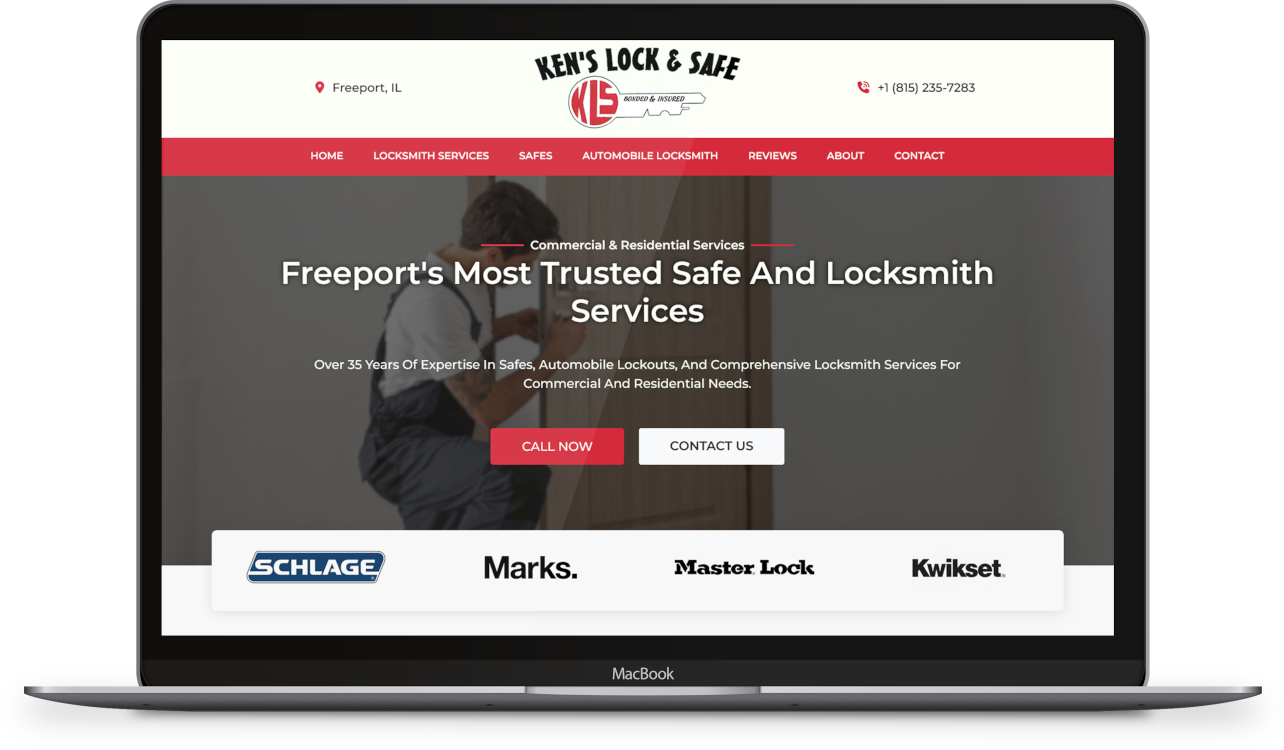 KEN'S LOCK & SAFE
Freeport, IL
KLS
BONDED & INSURED
+1 (815) 235-7283
HOME
LOCKSMITH SERVICES
SAFES
AUTOMOBILE LOCKSMITH
REVIEWS
ABOUT
CONTACT
Commercial & Residential Services
Freeport's Most Trusted Safe And Locksmith
Services
Over 35 Years Of Expertise In Safes, Automobile Lockouts, And Comprehensive Locksmith Services For
Commercial And Residential Needs.
CALL NOW
CONTACT US
SCHLAGE
Marks.
Master Lock
Kwikset
MacBook